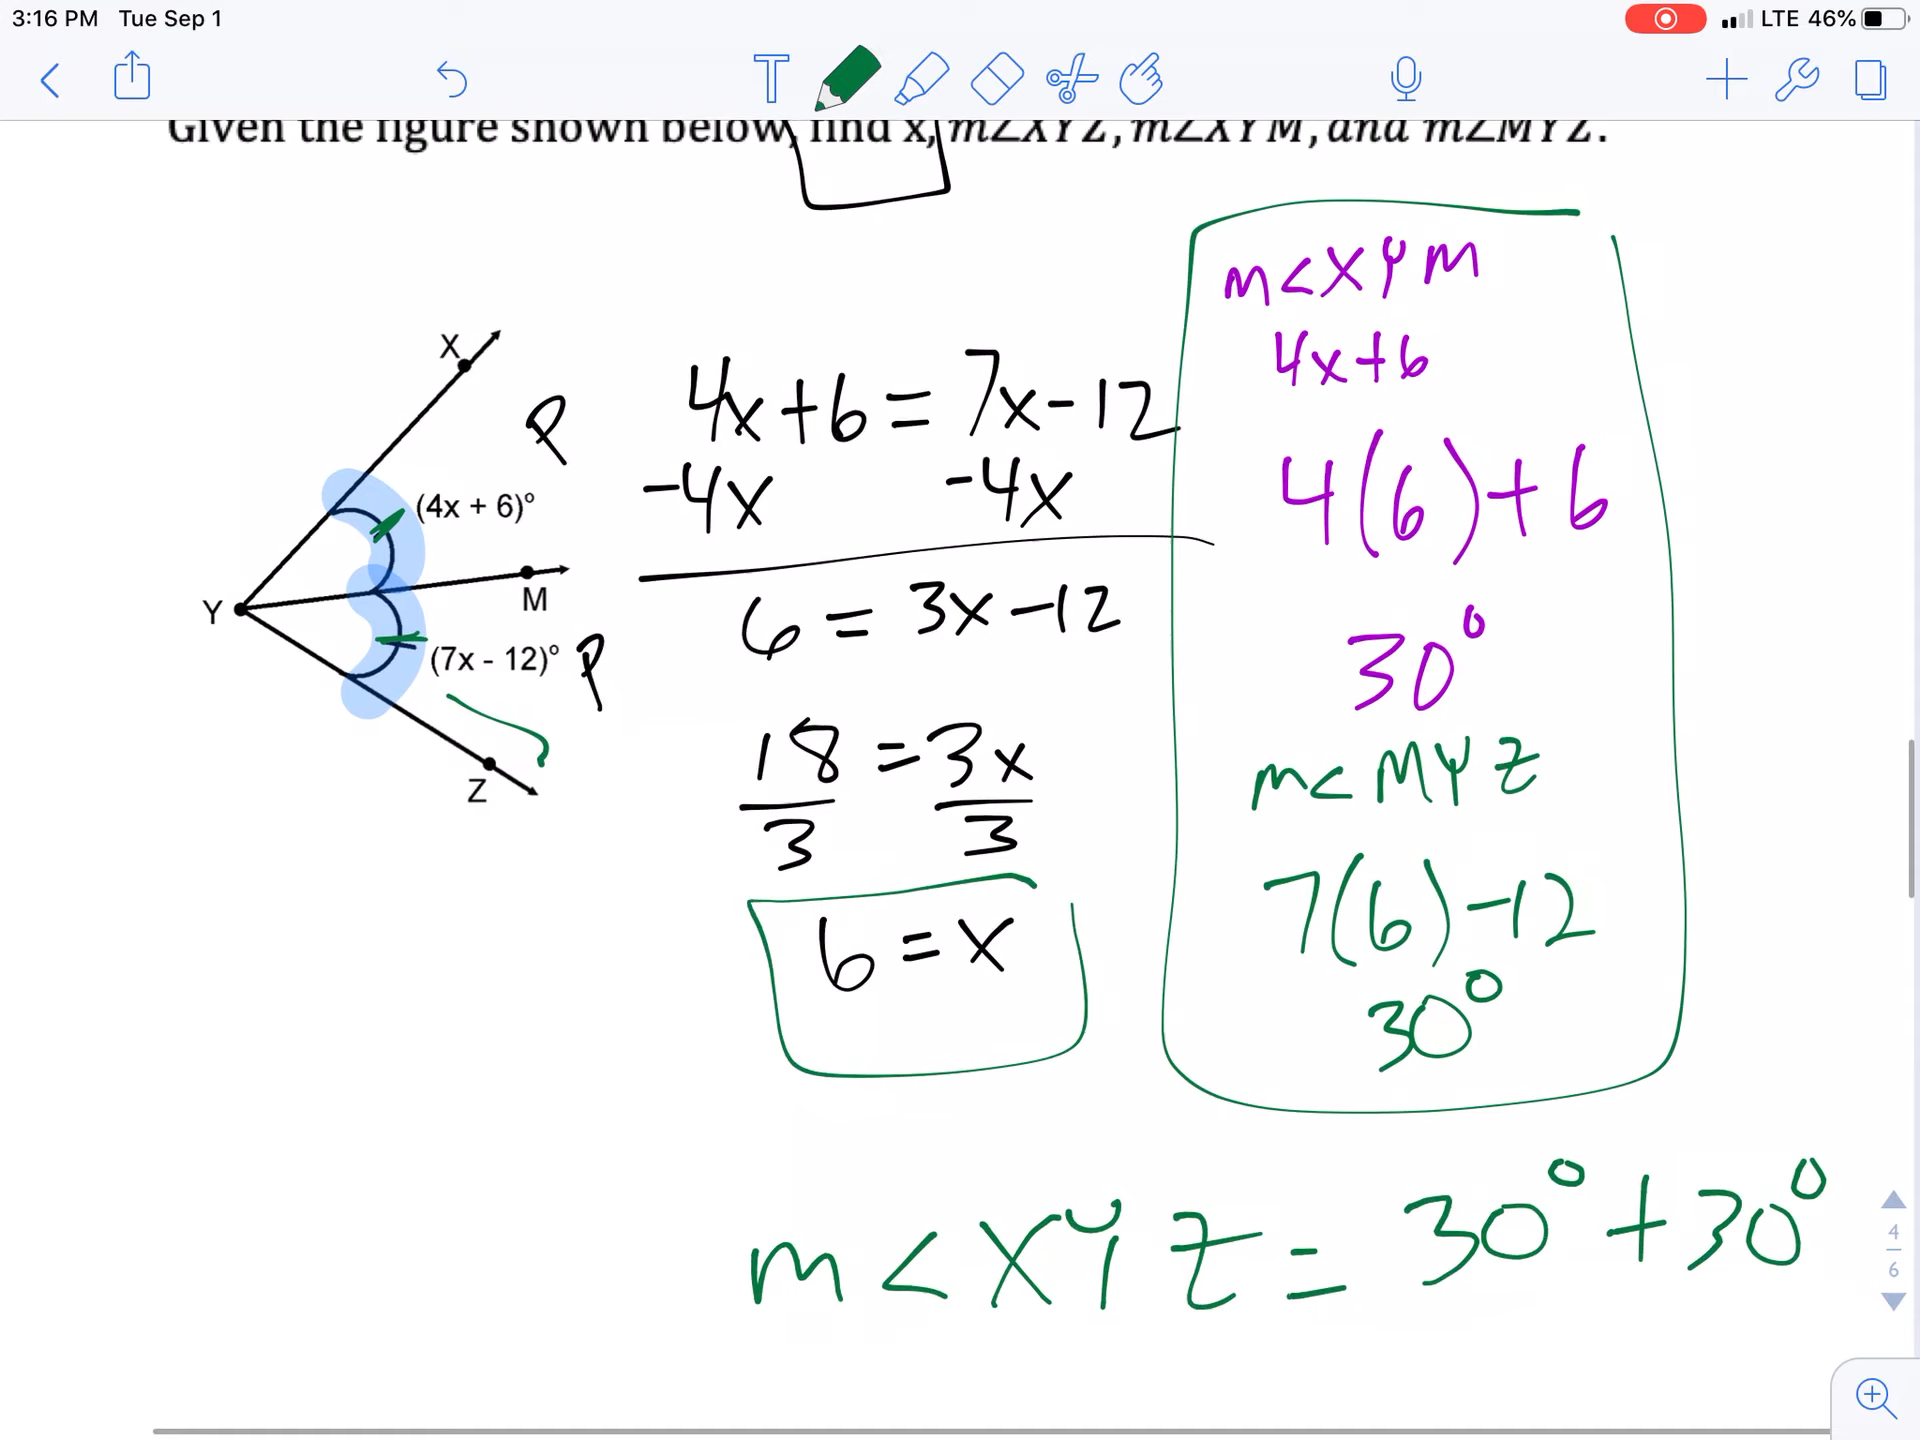 3:16 PM Tue Sep 1
LTE 46%
T
Given the figure shown below, find x, m∠XYZ, m∠XYM, and m∠MYZ.
X
(4x + 6)°
Y
M
(7x - 12)°
Z
4x+6=7x-12
-4x -4x
6=3x-12
18=3x
3 3
6=x
m<XYM
4x+6
4(6)+6
30°
m<MYZ
7(6)-12
30°
m<XYZ=30°+30°
4
6